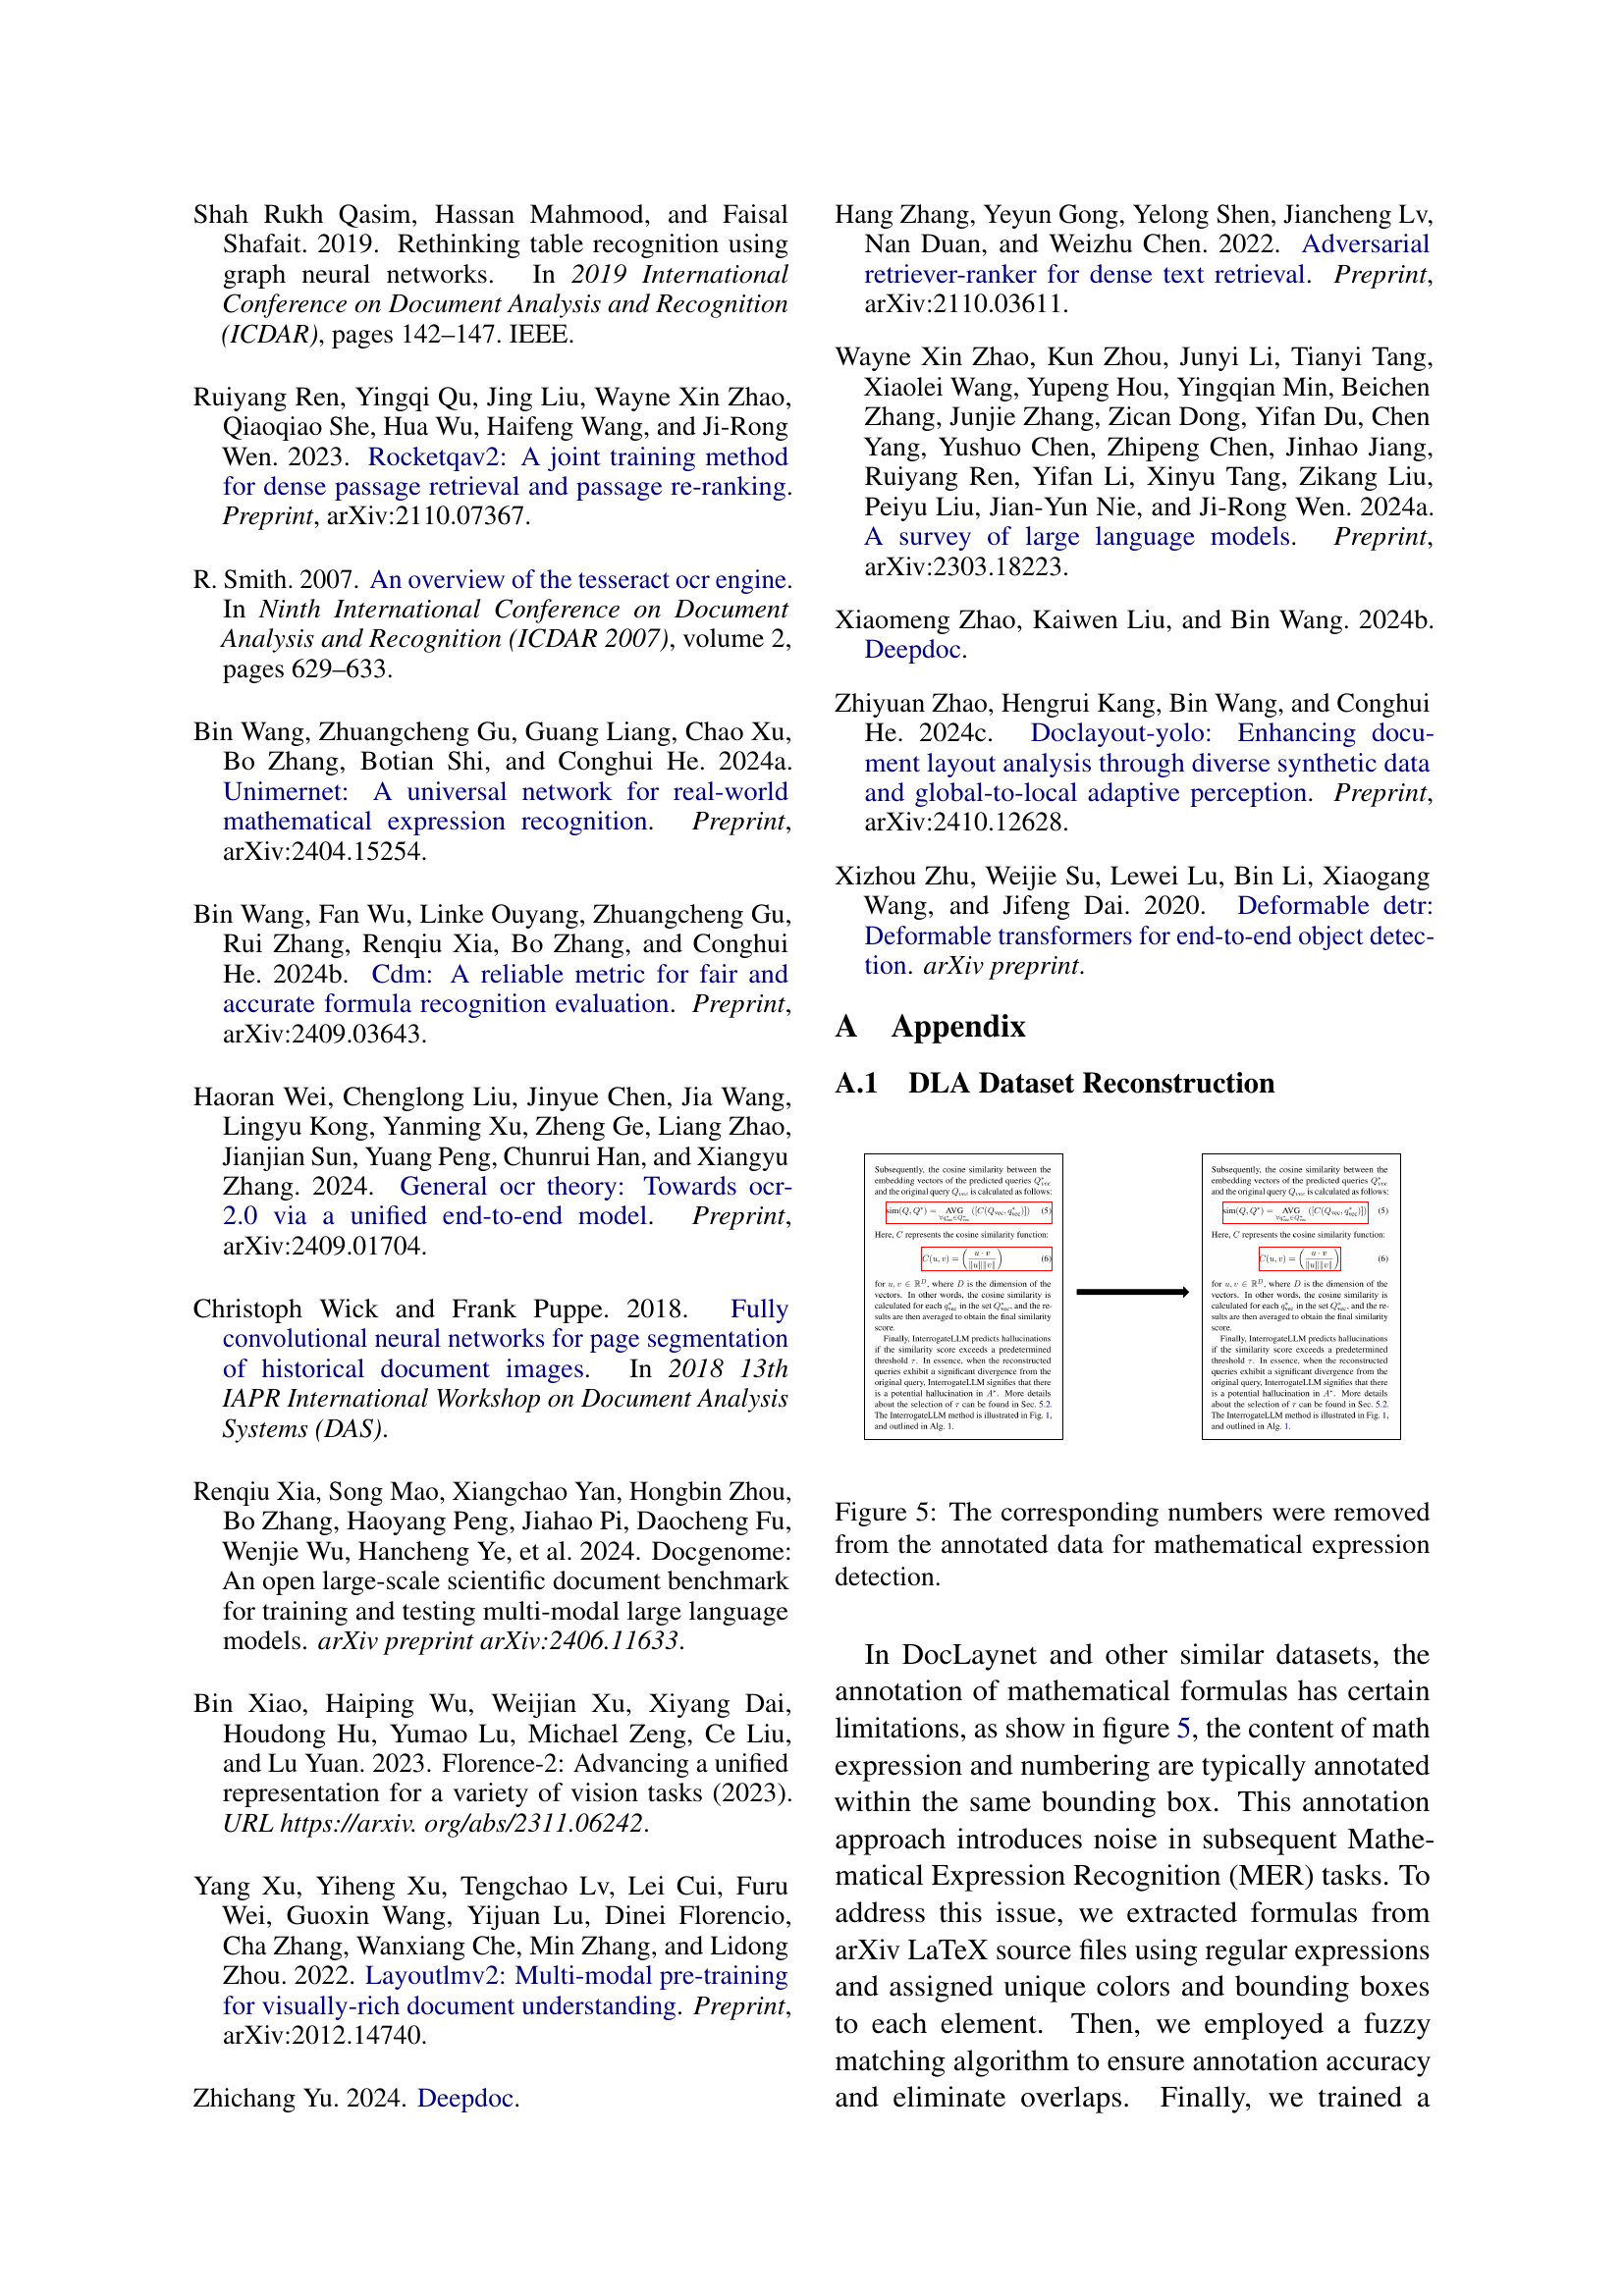 Shah Rukh Qasim, Hassan Mahmood, and Faisal
Shafait. 2019. Rethinking table recognition using
graph neural networks. In 2019 International
Conference on Document Analysis and Recognition
(ICDAR), pages 142–147. IEEE.
Ruiyang Ren, Yingqi Qu, Jing Liu, Wayne Xin Zhao,
Qiaoqiao She, Hua Wu, Haifeng Wang, and Ji-Rong
Wen. 2023. Rocketqav2: A joint training method
for dense passage retrieval and passage re-ranking.
Preprint, arXiv:2110.07367.
R. Smith. 2007. An overview of the tesseract ocr engine.
In Ninth International Conference on Document
Analysis and Recognition (ICDAR 2007), volume 2,
pages 629–633.
Bin Wang, Zhuangcheng Gu, Guang Liang, Chao Xu,
Bo Zhang, Botian Shi, and Conghui He. 2024a.
Unimernet: A universal network for real-world
mathematical expression recognition. Preprint,
arXiv:2404.15254.
Bin Wang, Fan Wu, Linke Ouyang, Zhuangcheng Gu,
Rui Zhang, Renqiu Xia, Bo Zhang, and Conghui
He. 2024b. Cdm: A reliable metric for fair and
accurate formula recognition evaluation. Preprint,
arXiv:2409.03643.
Haoran Wei, Chenglong Liu, Jinyue Chen, Jia Wang,
Lingyu Kong, Yanming Xu, Zheng Ge, Liang Zhao,
Jianjian Sun, Yuang Peng, Chunrui Han, and Xiangyu
Zhang. 2024. General ocr theory: Towards ocr-
2.0 via a unified end-to-end model. Preprint,
arXiv:2409.01704.
Christoph Wick and Frank Puppe. 2018. Fully
convolutional neural networks for page segmentation
of historical document images. In 2018 13th
IAPR International Workshop on Document Analysis
Systems (DAS).
Renqiu Xia, Song Mao, Xiangchao Yan, Hongbin Zhou,
Bo Zhang, Haoyang Peng, Jiahao Pi, Daocheng Fu,
Wenjie Wu, Hancheng Ye, et al. 2024. Docgenome:
An open large-scale scientific document benchmark
for training and testing multi-modal large language
models. arXiv preprint arXiv:2406.11633.
Bin Xiao, Haiping Wu, Weijian Xu, Xiyang Dai,
Houdong Hu, Yumao Lu, Michael Zeng, Ce Liu,
and Lu Yuan. 2023. Florence-2: Advancing a unified
representation for a variety of vision tasks (2023).
URL https://arxiv. org/abs/2311.06242.
Yang Xu, Yiheng Xu, Tengchao Lv, Lei Cui, Furu
Wei, Guoxin Wang, Yijuan Lu, Dinei Florencio,
Cha Zhang, Wanxiang Che, Min Zhang, and Lidong
Zhou. 2022. Layoutlmv2: Multi-modal pre-training
for visually-rich document understanding. Preprint,
arXiv:2012.14740.
Zhichang Yu. 2024. Deepdoc.
Hang Zhang, Yeyun Gong, Yelong Shen, Jiancheng Lv,
Nan Duan, and Weizhu Chen. 2022. Adversarial
retriever-ranker for dense text retrieval. Preprint,
arXiv:2110.03611.
Wayne Xin Zhao, Kun Zhou, Junyi Li, Tianyi Tang,
Xiaolei Wang, Yupeng Hou, Yingqian Min, Beichen
Zhang, Junjie Zhang, Zican Dong, Yifan Du, Chen
Yang, Yushuo Chen, Zhipeng Chen, Jinhao Jiang,
Ruiyang Ren, Yifan Li, Xinyu Tang, Zikang Liu,
Peiyu Liu, Jian-Yun Nie, and Ji-Rong Wen. 2024a.
A survey of large language models. Preprint,
arXiv:2303.18223.
Xiaomeng Zhao, Kaiwen Liu, and Bin Wang. 2024b.
Deepdoc.
Zhiyuan Zhao, Hengrui Kang, Bin Wang, and Conghui
He. 2024c. Doclayout-yolo: Enhancing docu-
ment layout analysis through diverse synthetic data
and global-to-local adaptive perception. Preprint,
arXiv:2410.12628.
Xizhou Zhu, Weijie Su, Lewei Lu, Bin Li, Xiaogang
Wang, and Jifeng Dai. 2020. Deformable detr:
Deformable transformers for end-to-end object detec-
tion. arXiv preprint.
A Appendix
A.1 DLA Dataset Reconstruction
Subsequently, the cosine similarity between the
embedding vectors of the predicted queries Q*vec
and the original query Qvec is calculated as follows:
sim(Q, Q*) = AVG ([C(Qvec, q*vec)]) (5)
∀q*vec∈Q*vec
Here, C represents the cosine similarity function:
C(u, v) = (u · v / ‖u‖‖v‖) (6)
for u, v ∈ ℝ^D, where D is the dimension of the
vectors. In other words, the cosine similarity is
calculated for each q*vec in the set Q*vec, and the re-
sults are then averaged to obtain the final similarity
score.
Finally, InterrogateLLM predicts hallucinations
if the similarity score exceeds a predetermined
threshold τ. In essence, when the reconstructed
queries exhibit a significant divergence from the
original query, InterrogateLLM signifies that there
is a potential hallucination in A*. More details
about the selection of τ can be found in Sec. 5.2.
The InterrogateLLM method is illustrated in Fig. 1,
and outlined in Alg. 1.
Subsequently, the cosine similarity between the
embedding vectors of the predicted queries Q*vec
and the original query Qvec is calculated as follows:
sim(Q, Q*) = AVG ([C(Qvec, q*vec)]) (5)
∀q*vec∈Q*vec
Here, C represents the cosine similarity function:
C(u, v) = (u · v / ‖u‖‖v‖) (6)
for u, v ∈ ℝ^D, where D is the dimension of the
vectors. In other words, the cosine similarity is
calculated for each q*vec in the set Q*vec, and the re-
sults are then averaged to obtain the final similarity
score.
Finally, InterrogateLLM predicts hallucinations
if the similarity score exceeds a predetermined
threshold τ. In essence, when the reconstructed
queries exhibit a significant divergence from the
original query, InterrogateLLM signifies that there
is a potential hallucination in A*. More details
about the selection of τ can be found in Sec. 5.2.
The InterrogateLLM method is illustrated in Fig. 1,
and outlined in Alg. 1.
Figure 5: The corresponding numbers were removed
from the annotated data for mathematical expression
detection.
In DocLaynet and other similar datasets, the
annotation of mathematical formulas has certain
limitations, as show in figure 5, the content of math
expression and numbering are typically annotated
within the same bounding box. This annotation
approach introduces noise in subsequent Mathe-
matical Expression Recognition (MER) tasks. To
address this issue, we extracted formulas from
arXiv LaTeX source files using regular expressions
and assigned unique colors and bounding boxes
to each element. Then, we employed a fuzzy
matching algorithm to ensure annotation accuracy
and eliminate overlaps. Finally, we trained a